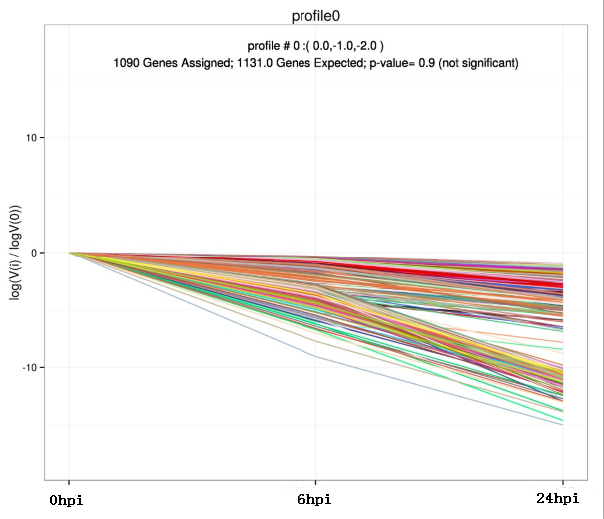 profile0
profile # 0 :( 0.0,-1.0,-2.0 )
1090 Genes Assigned; 1131.0 Genes Expected; p-value= 0.9 (not significant)
10
0
-10
log(V(i) / logV(0))
0hpi
6hpi
24hpi